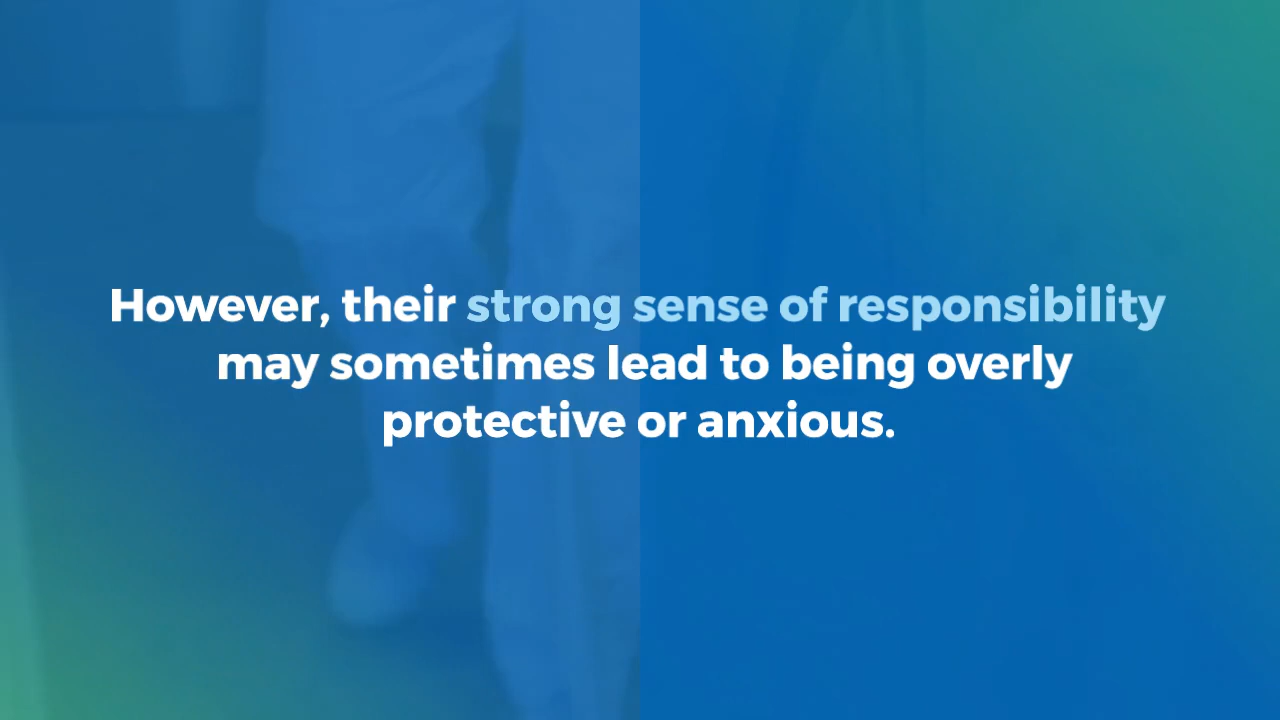 However, their strong sense of responsibility
may sometimes lead to being overly
protective or anxious.